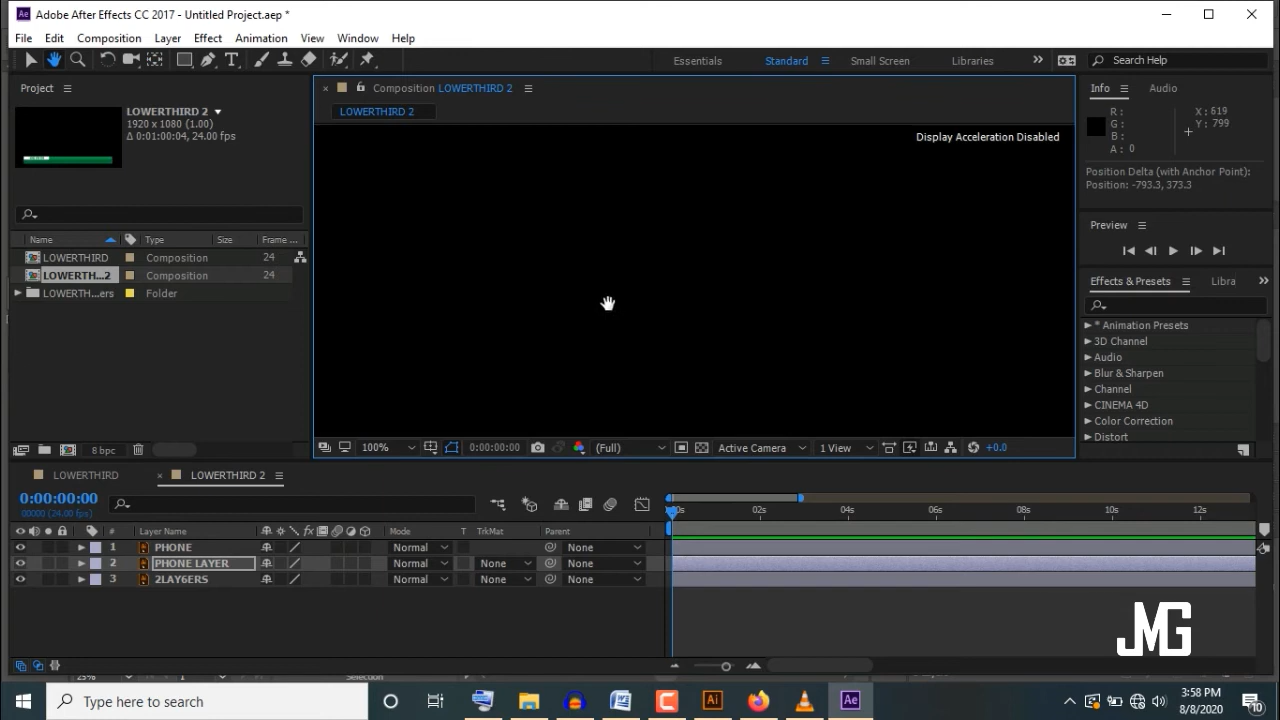 Adobe After Effects CC 2017 - Untitled Project.aep *
File Edit Composition Layer Effect Animation View Window Help
Essentials Standard Small Screen Libraries Search Help
Project
LOWERTHIRD 2
1920 x 1080 (1.00)
Δ 0:01:00:04, 24.00 fps
Name Type Size Frame ...
LOWERTHIRD Composition 24
LOWERTH...2 Composition 24
LOWERTH...ers Folder
8 bpc
Composition LOWERTHIRD 2
LOWERTHIRD 2
Display Acceleration Disabled
100% 0:00:00:00 (Full) Active Camera 1 View +0.0
Info Audio
R: X: 619
G: Y: 799
B:
A: 0
Position Delta (with Anchor Point):
Position: -793.3, 373.3
Preview
Effects & Presets Libra
* Animation Presets
3D Channel
Audio
Blur & Sharpen
Channel
CINEMA 4D
Color Correction
Distort
LOWERTHIRD LOWERTHIRD 2
0:00:00:00
00000 (24.00 fps)
02s 04s 06s 08s 10s 12s
# Layer Name Mode T TrkMat Parent
1 PHONE Normal None
2 PHONE LAYER Normal None None
3 2LAY6ERS Normal None None
JMG
Type here to search
3:58 PM
8/8/2020
10